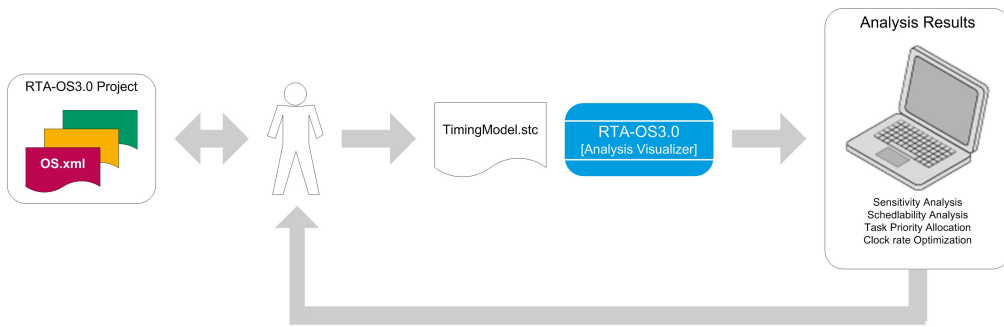 Analysis Results
RTA-OS3.0 Project
OS.xml
TimingModel.stc
RTA-OS3.0
[Analysis Visualizer]
Sensitivity Analysis
Schedlability Analysis
Task Priority Allocation
Clock rate Optimization